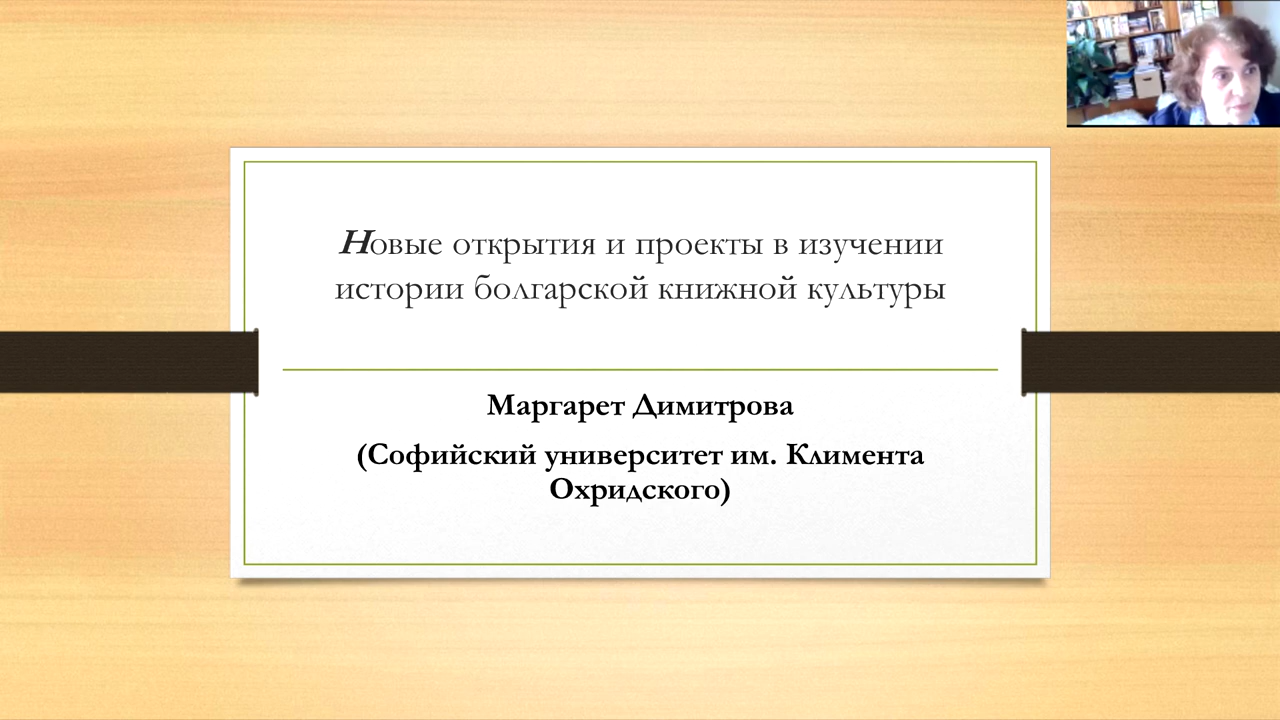 Новые открытия и проекты в изучении
истории болгарской книжной культуры
Маргарет Димитрова
(Софийский университет им. Климента
Охридского)